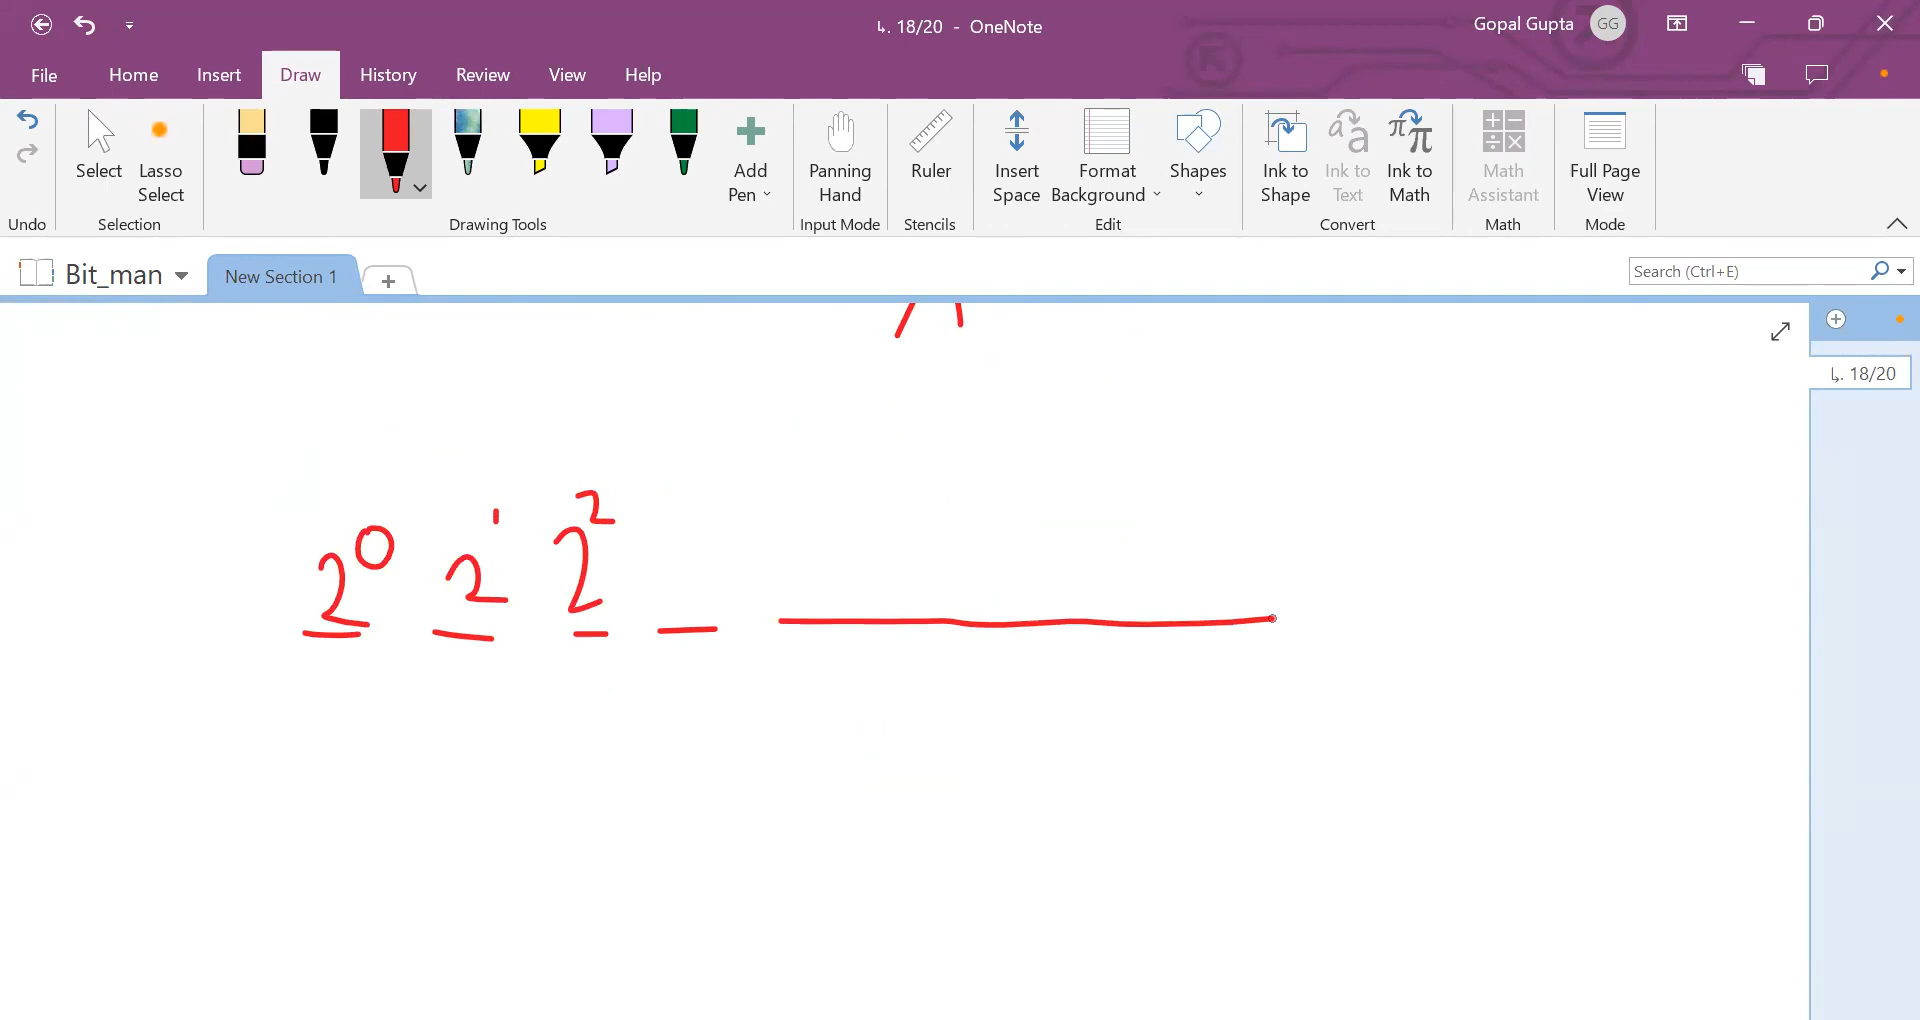 ↳. 18/20 - OneNote
Gopal Gupta GG
File Home Insert Draw History Review View Help
Select
Lasso Select
Add Pen
Panning Hand
Ruler
Insert Space
Format Background
Shapes
Ink to Shape
Ink to Text
Ink to Math
Math Assistant
Full Page View
Undo Selection Drawing Tools Input Mode Stencils Edit Convert Math Mode
Bit_man New Section 1 +
Search (Ctrl+E)
↳. 18/20
2⁰ 2¹ 2²